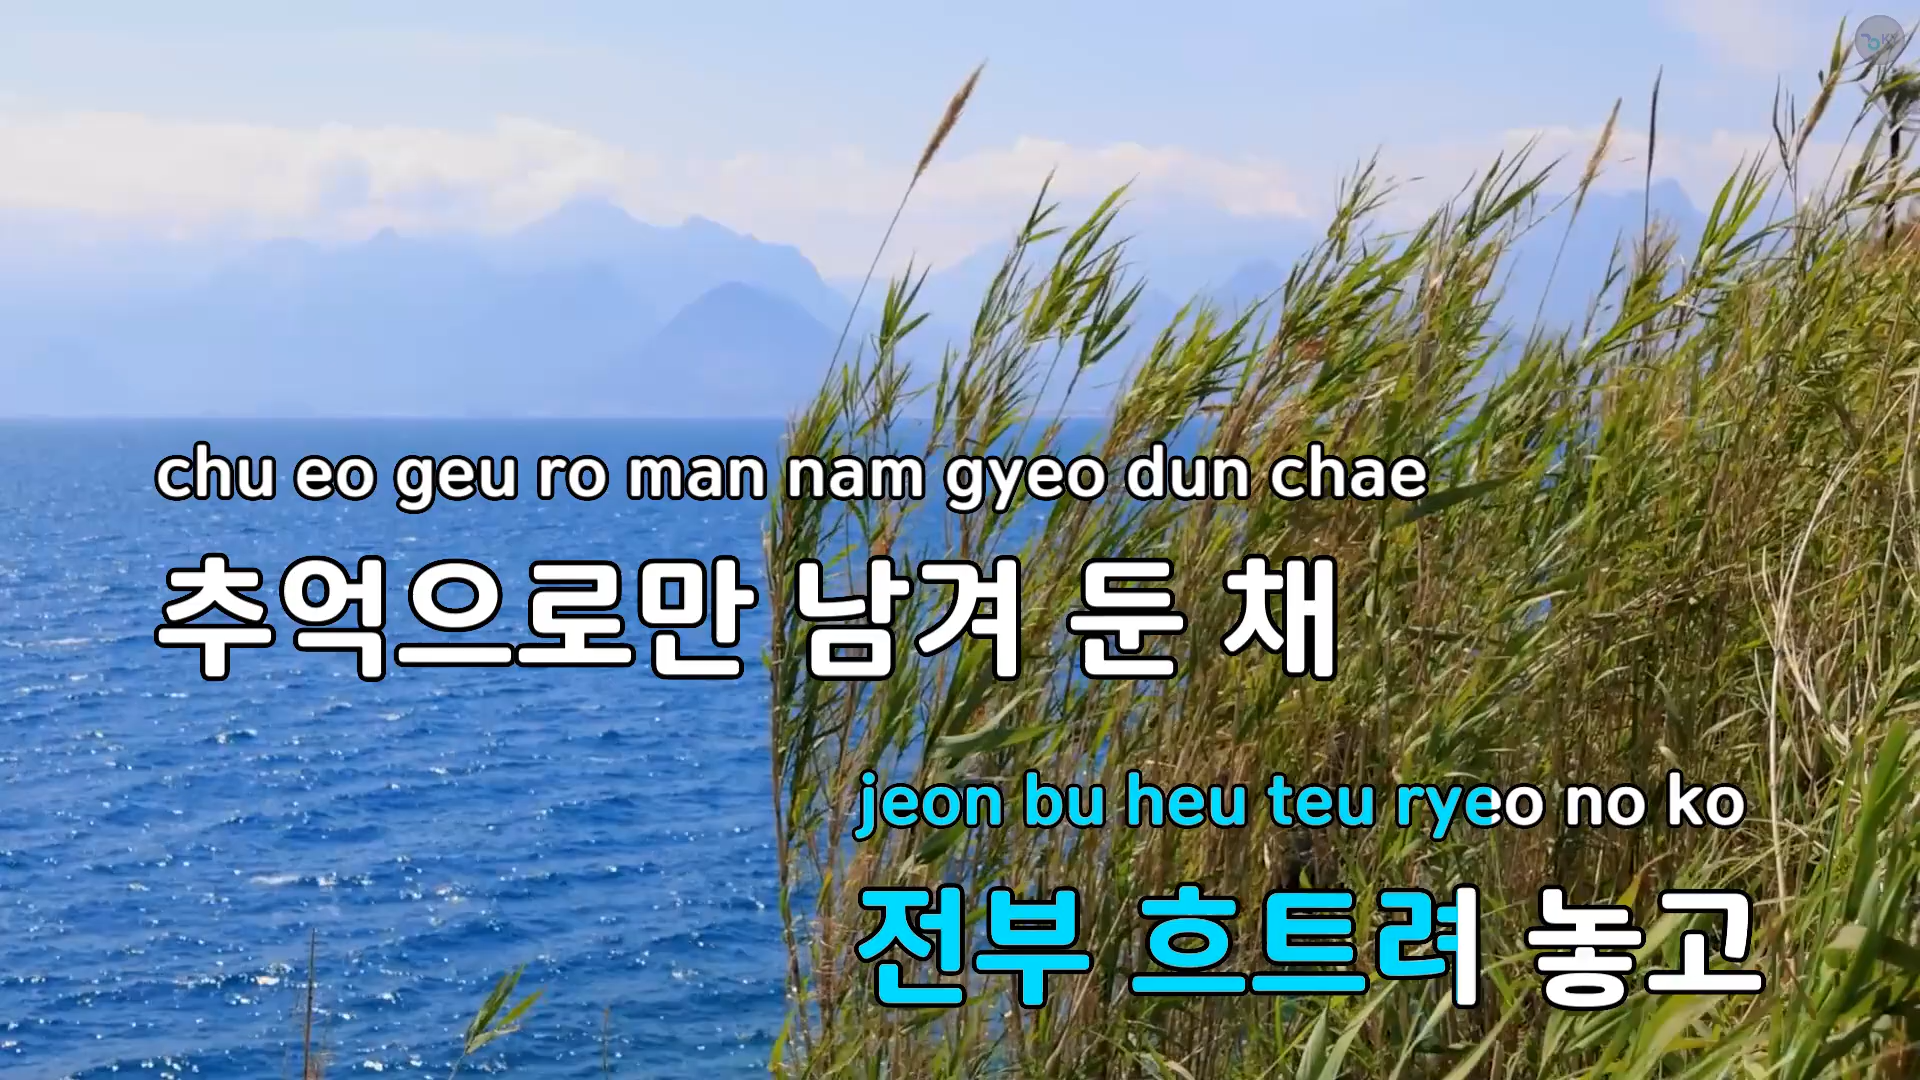 KY
chu eo geu ro man nam gyeo dun chae
추억으로만 남겨 둔 채
jeon bu heu teu ryeo no ko
전부 흐트려 놓고